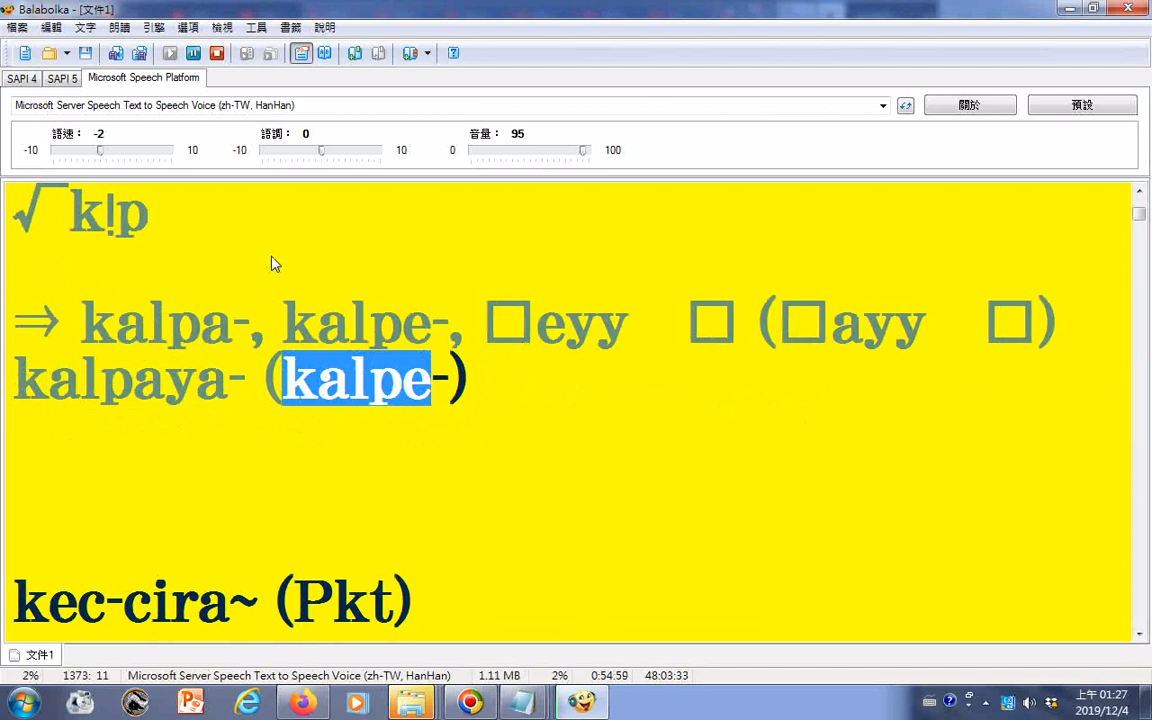 Balabolka - [文件1]
檔案 編輯 文字 朗讀 引擎 選項 檢視 工具 書籤 說明
SAPI 4 SAPI 5 Microsoft Speech Platform
Microsoft Server Speech Text to Speech Voice (zh-TW, HanHan) 關於 預設
語速： -2 語調： 0 音量： 95
-10 10 -10 10 0 100
√k!p
⇒ kalpa-, kalpe-, □eyy □ (□ayy □)
kalpaya- (kalpe-)
kec-cira~ (Pkt)
文件1
2% 1373: 11 Microsoft Server Speech Text to Speech Voice (zh-TW, HanHan) 1.11 MB 2% 0:54:59 48:03:33
上午 01:27
2019/12/4